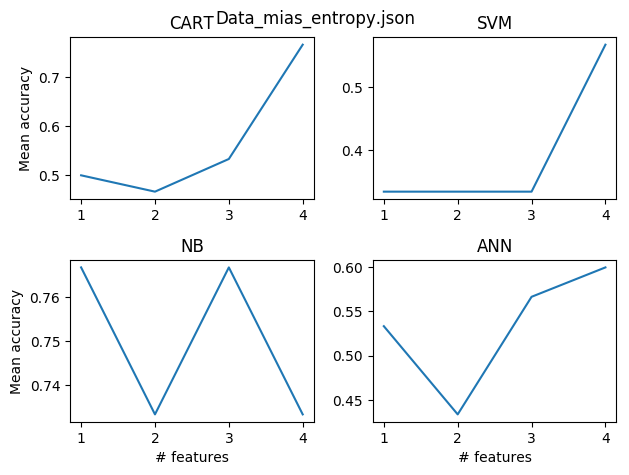 Data_mias_entropy.json
CART
Mean accuracy
0.7
0.6
0.5
1 2 3 4
SVM
0.5
0.4
1 2 3 4
NB
Mean accuracy
0.76
0.75
0.74
1 2 3 4
# features
ANN
0.60
0.55
0.50
0.45
1 2 3 4
# features